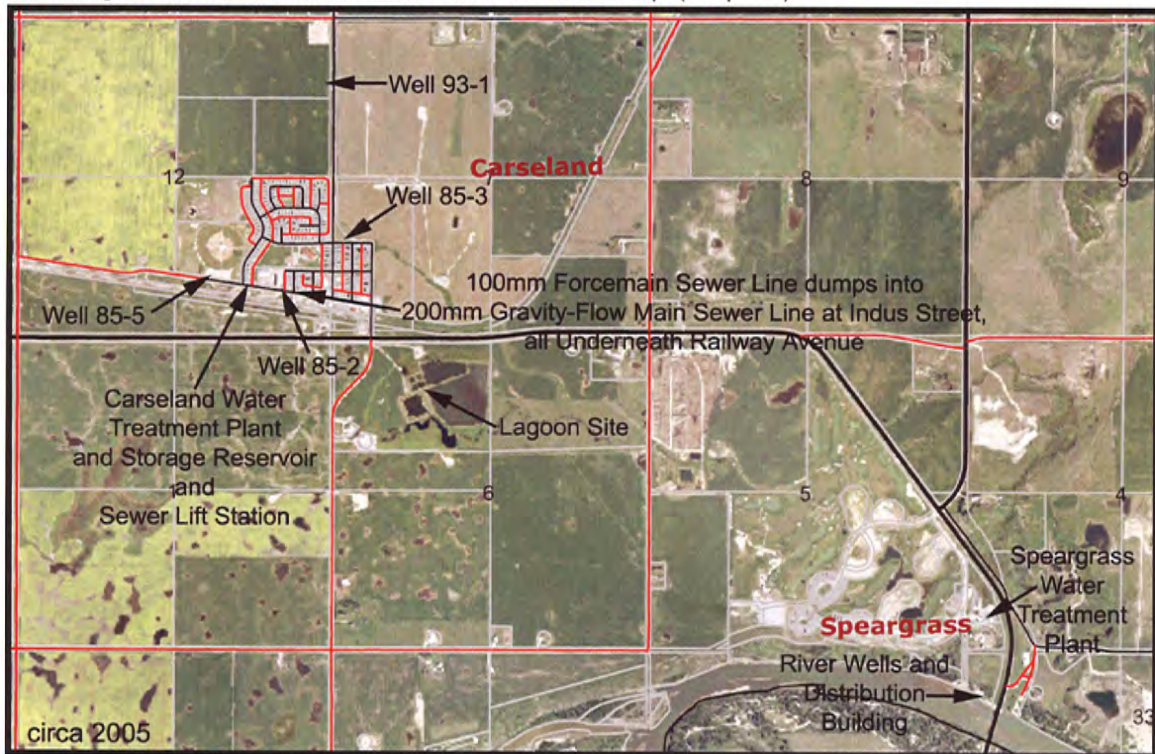 Well 93-1
Carseland
12
7
8
9
Well 85-3
100mm Forcemain Sewer Line dumps into
200mm Gravity-Flow Main Sewer Line at Indus Street,
all Underneath Railway Avenue
Well 85-5
Well 85-2
Carseland Water
Treatment Plant
and Storage Reservoir
and
Sewer Lift Station
Lagoon Site
1
6
5
4
Speargrass
Water
Treatment
Plant
Speargrass
River Wells and
Distribution
Building
33
circa 2005